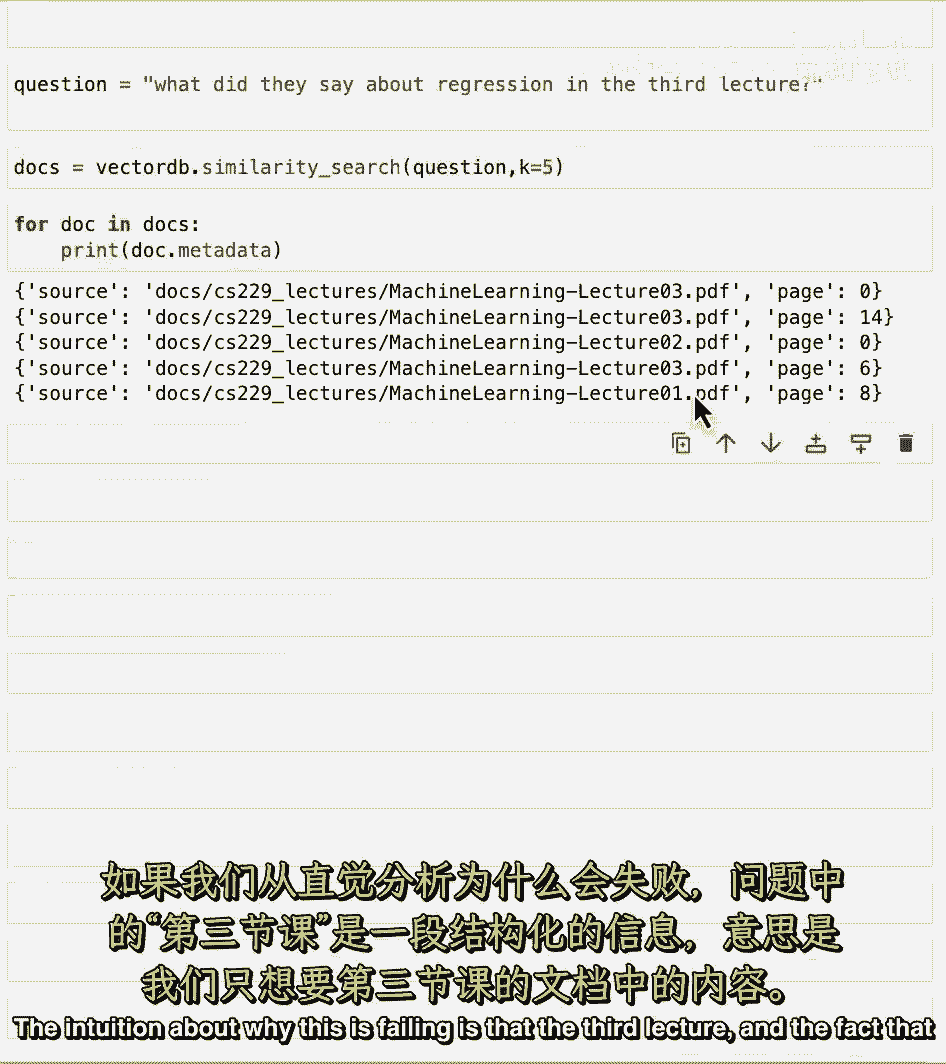 question = "what did they say about regression in the third lecture?"
docs = vectordb.similarity_search(question,k=5)
for doc in docs:
    print(doc.metadata)
{'source': 'docs/cs229_lectures/MachineLearning-Lecture03.pdf', 'page': 0}
{'source': 'docs/cs229_lectures/MachineLearning-Lecture03.pdf', 'page': 14}
{'source': 'docs/cs229_lectures/MachineLearning-Lecture02.pdf', 'page': 0}
{'source': 'docs/cs229_lectures/MachineLearning-Lecture03.pdf', 'page': 6}
{'source': 'docs/cs229_lectures/MachineLearning-Lecture01.pdf', 'page': 8}
如果我们从直觉分析为什么会失败，问题中
的“第三节课”是一段结构化的信息，意思是
我们只想要第三节课的文档中的内容。
The intuition about why this is failing is that the third lecture, and the fact that